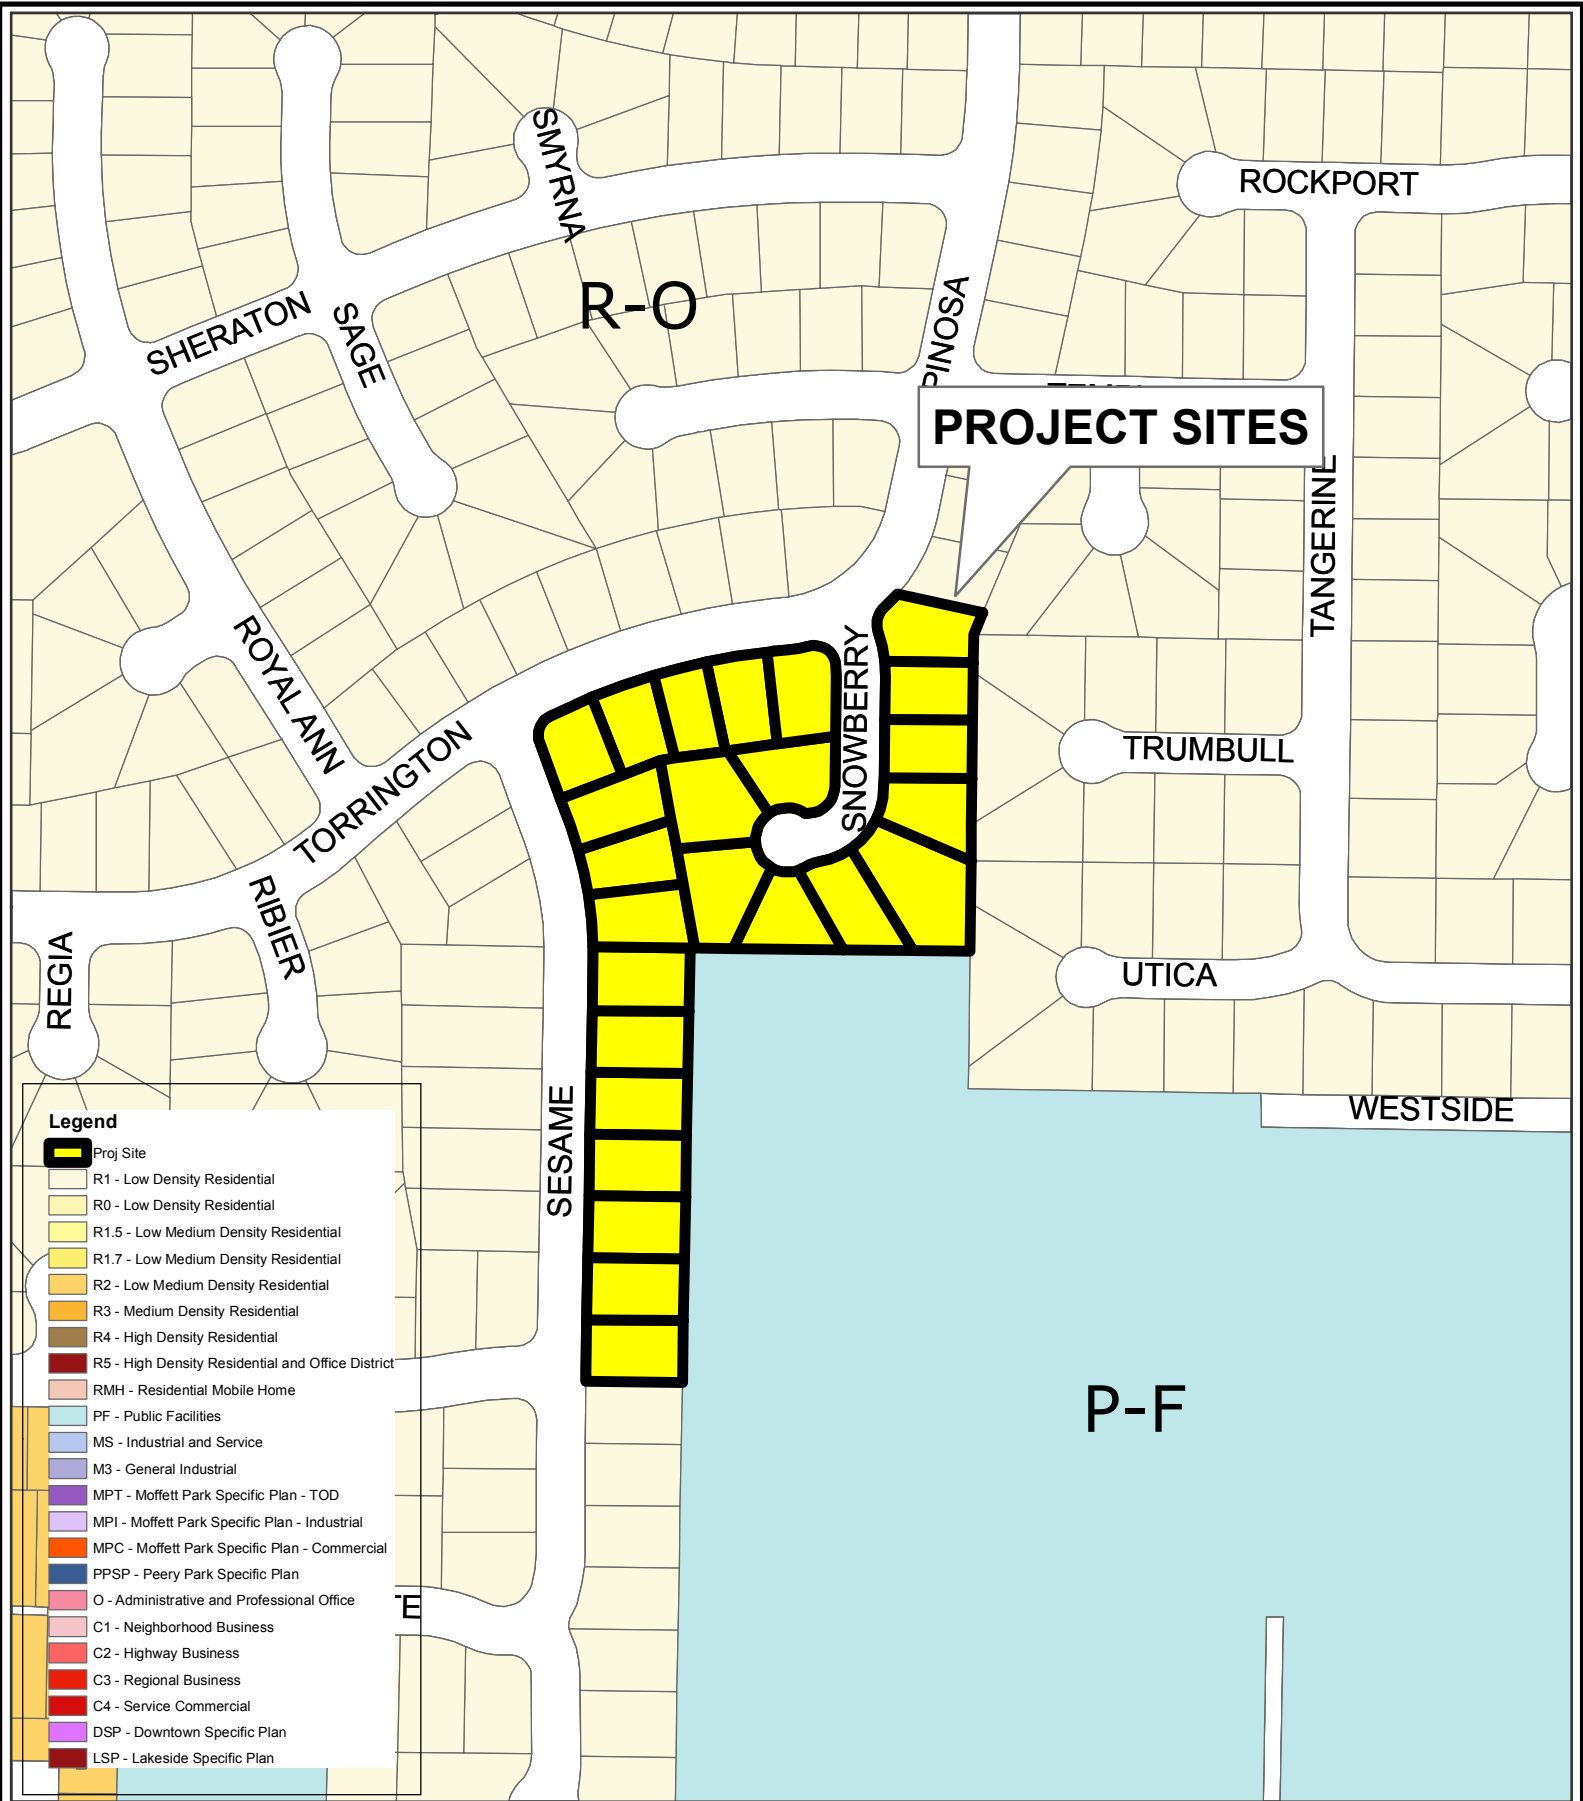 SMYRNA
ROCKPORT
R-O
PINOSA
SHERATON
SAGE
PROJECT SITES
TANGERINE
ROYAL ANN
SNOWBERRY
TORRINGTON
TRUMBULL
RIBIER
REGIA
UTICA
SESAME
WESTSIDE
P-F
TE
Legend
Proj Site
R1 - Low Density Residential
R0 - Low Density Residential
R1.5 - Low Medium Density Residential
R1.7 - Low Medium Density Residential
R2 - Low Medium Density Residential
R3 - Medium Density Residential
R4 - High Density Residential
R5 - High Density Residential and Office District
RMH - Residential Mobile Home
PF - Public Facilities
MS - Industrial and Service
M3 - General Industrial
MPT - Moffett Park Specific Plan - TOD
MPI - Moffett Park Specific Plan - Industrial
MPC - Moffett Park Specific Plan - Commercial
PPSP - Peery Park Specific Plan
O - Administrative and Professional Office
C1 - Neighborhood Business
C2 - Highway Business
C3 - Regional Business
C4 - Service Commercial
DSP - Downtown Specific Plan
LSP - Lakeside Specific Plan